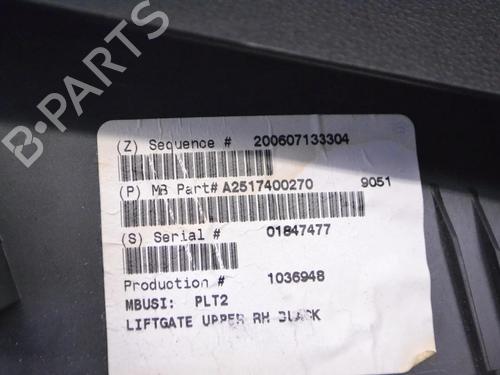 B-PARTS
(Z) Sequence # 200607133304
(P) MB Part# A2517400270 9051
(S) Serial # 01847477
Production # 1036948
MBUSI: PLT2
LIFTGATE UPPER RH BLACK